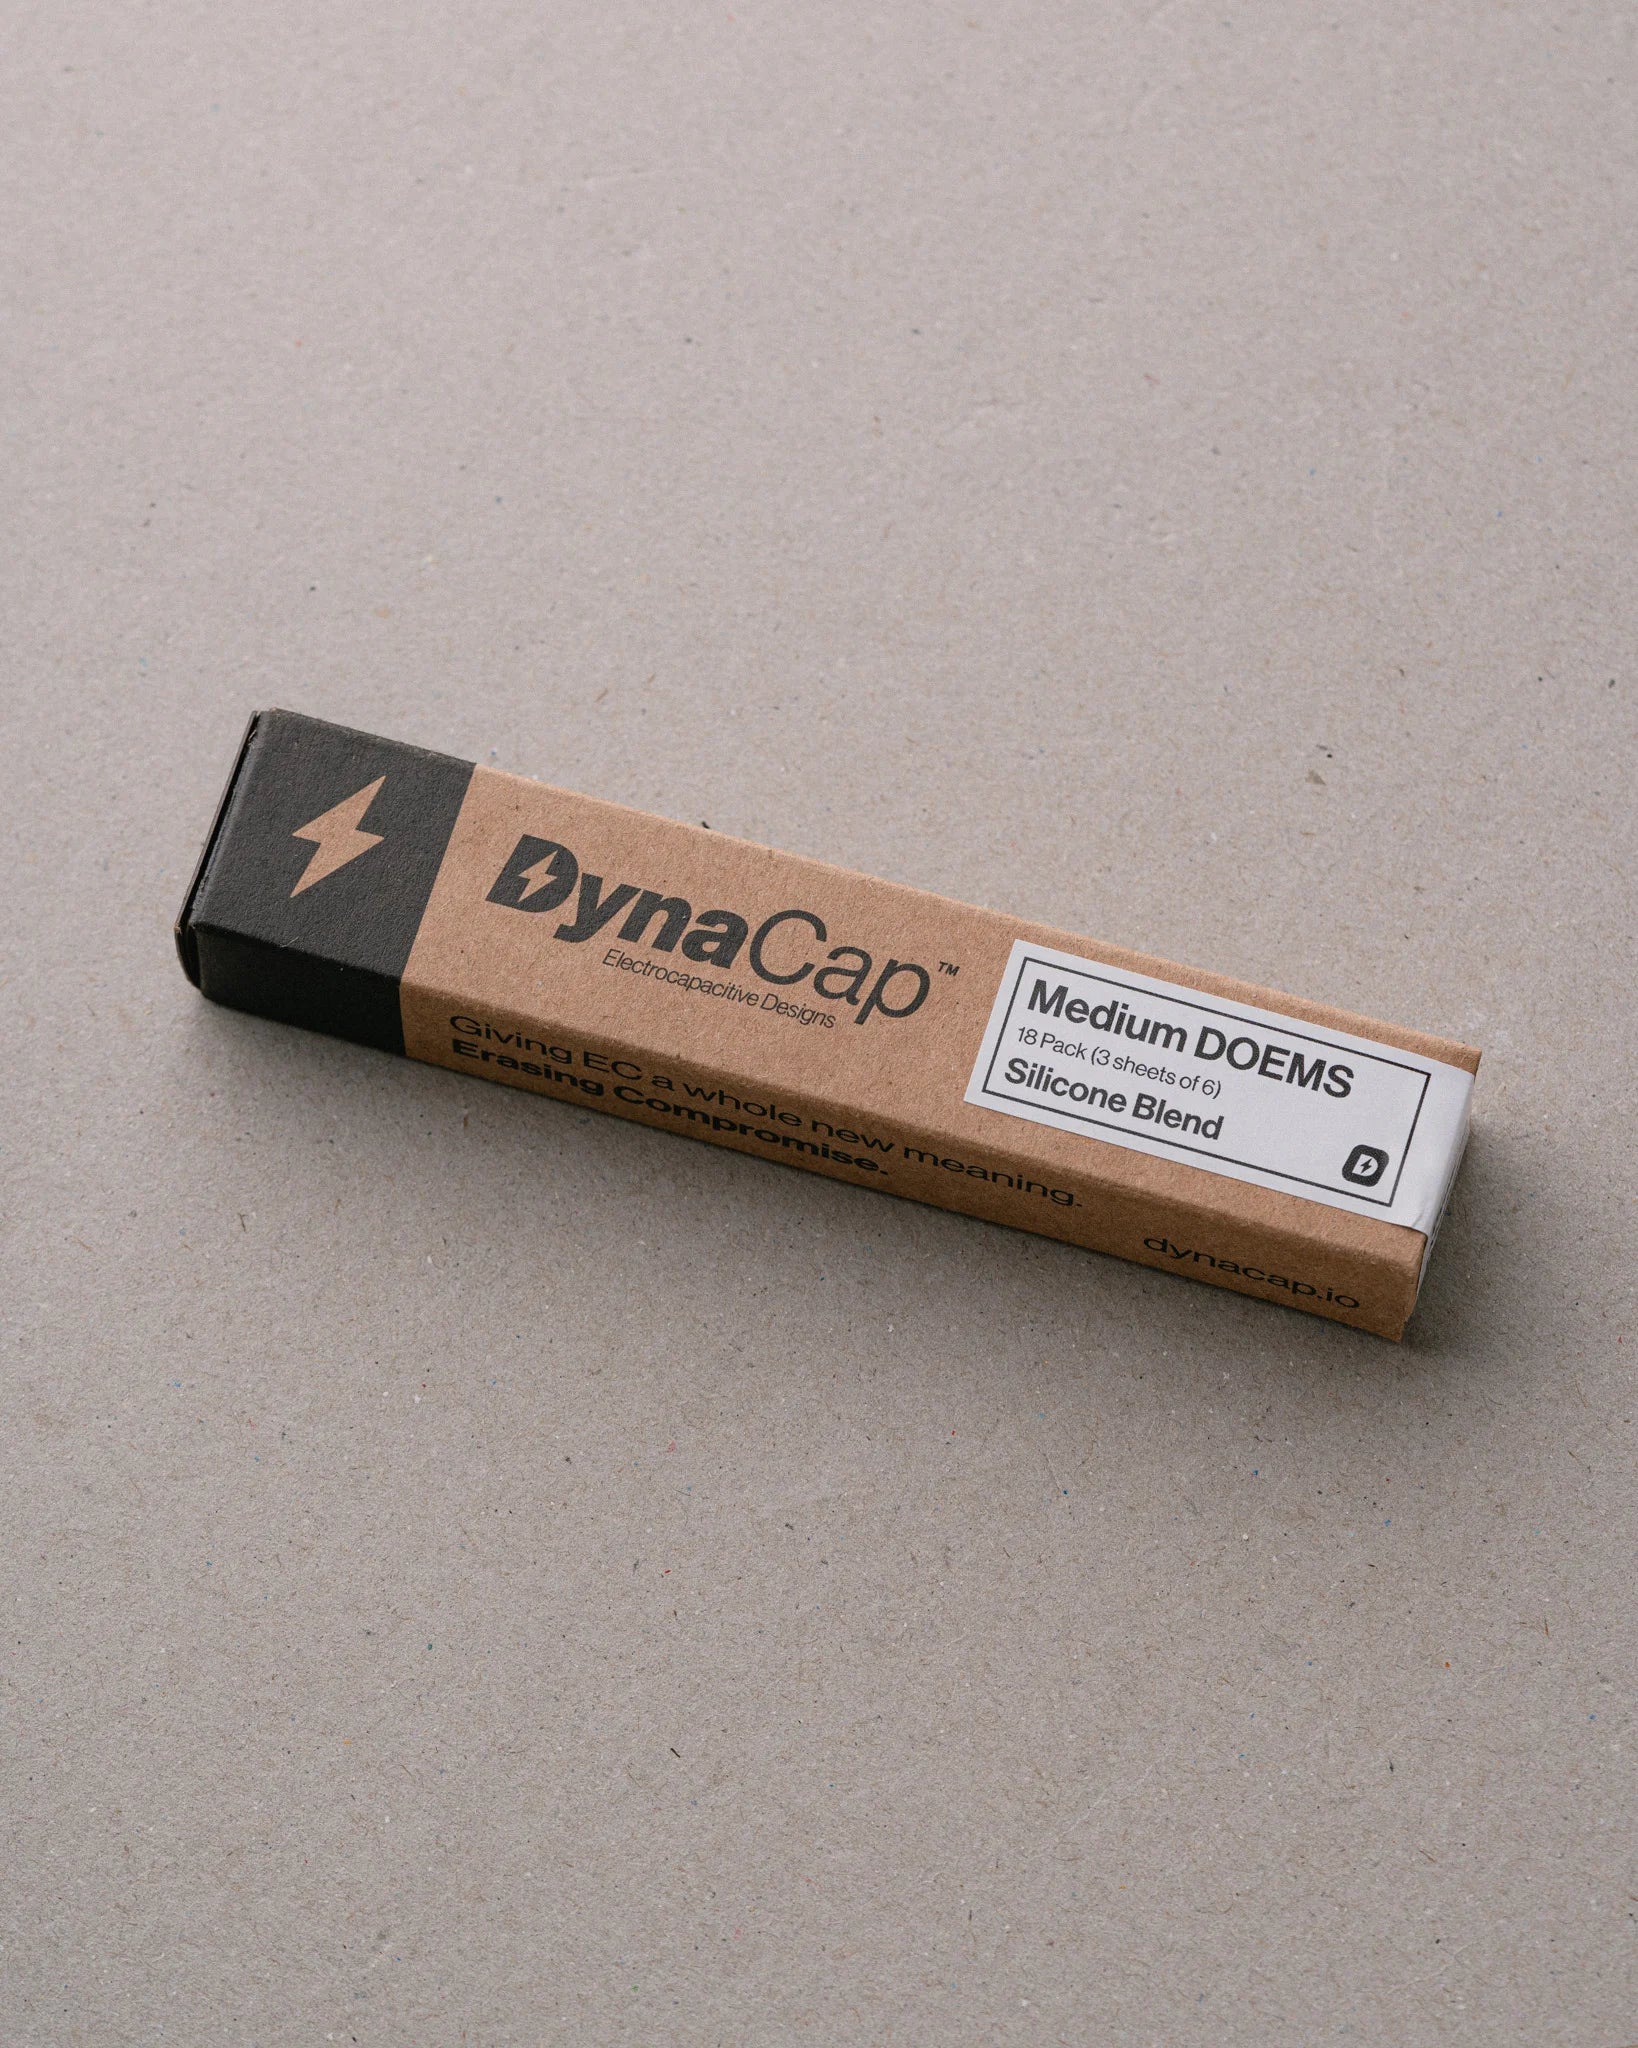 DynaCap™
Electrocapacitive Designs
Medium DOEMS
18 Pack (3 sheets of 6)
Silicone Blend
D
Giving EC a whole new meaning.
Erasing Compromise.
dynacap.io